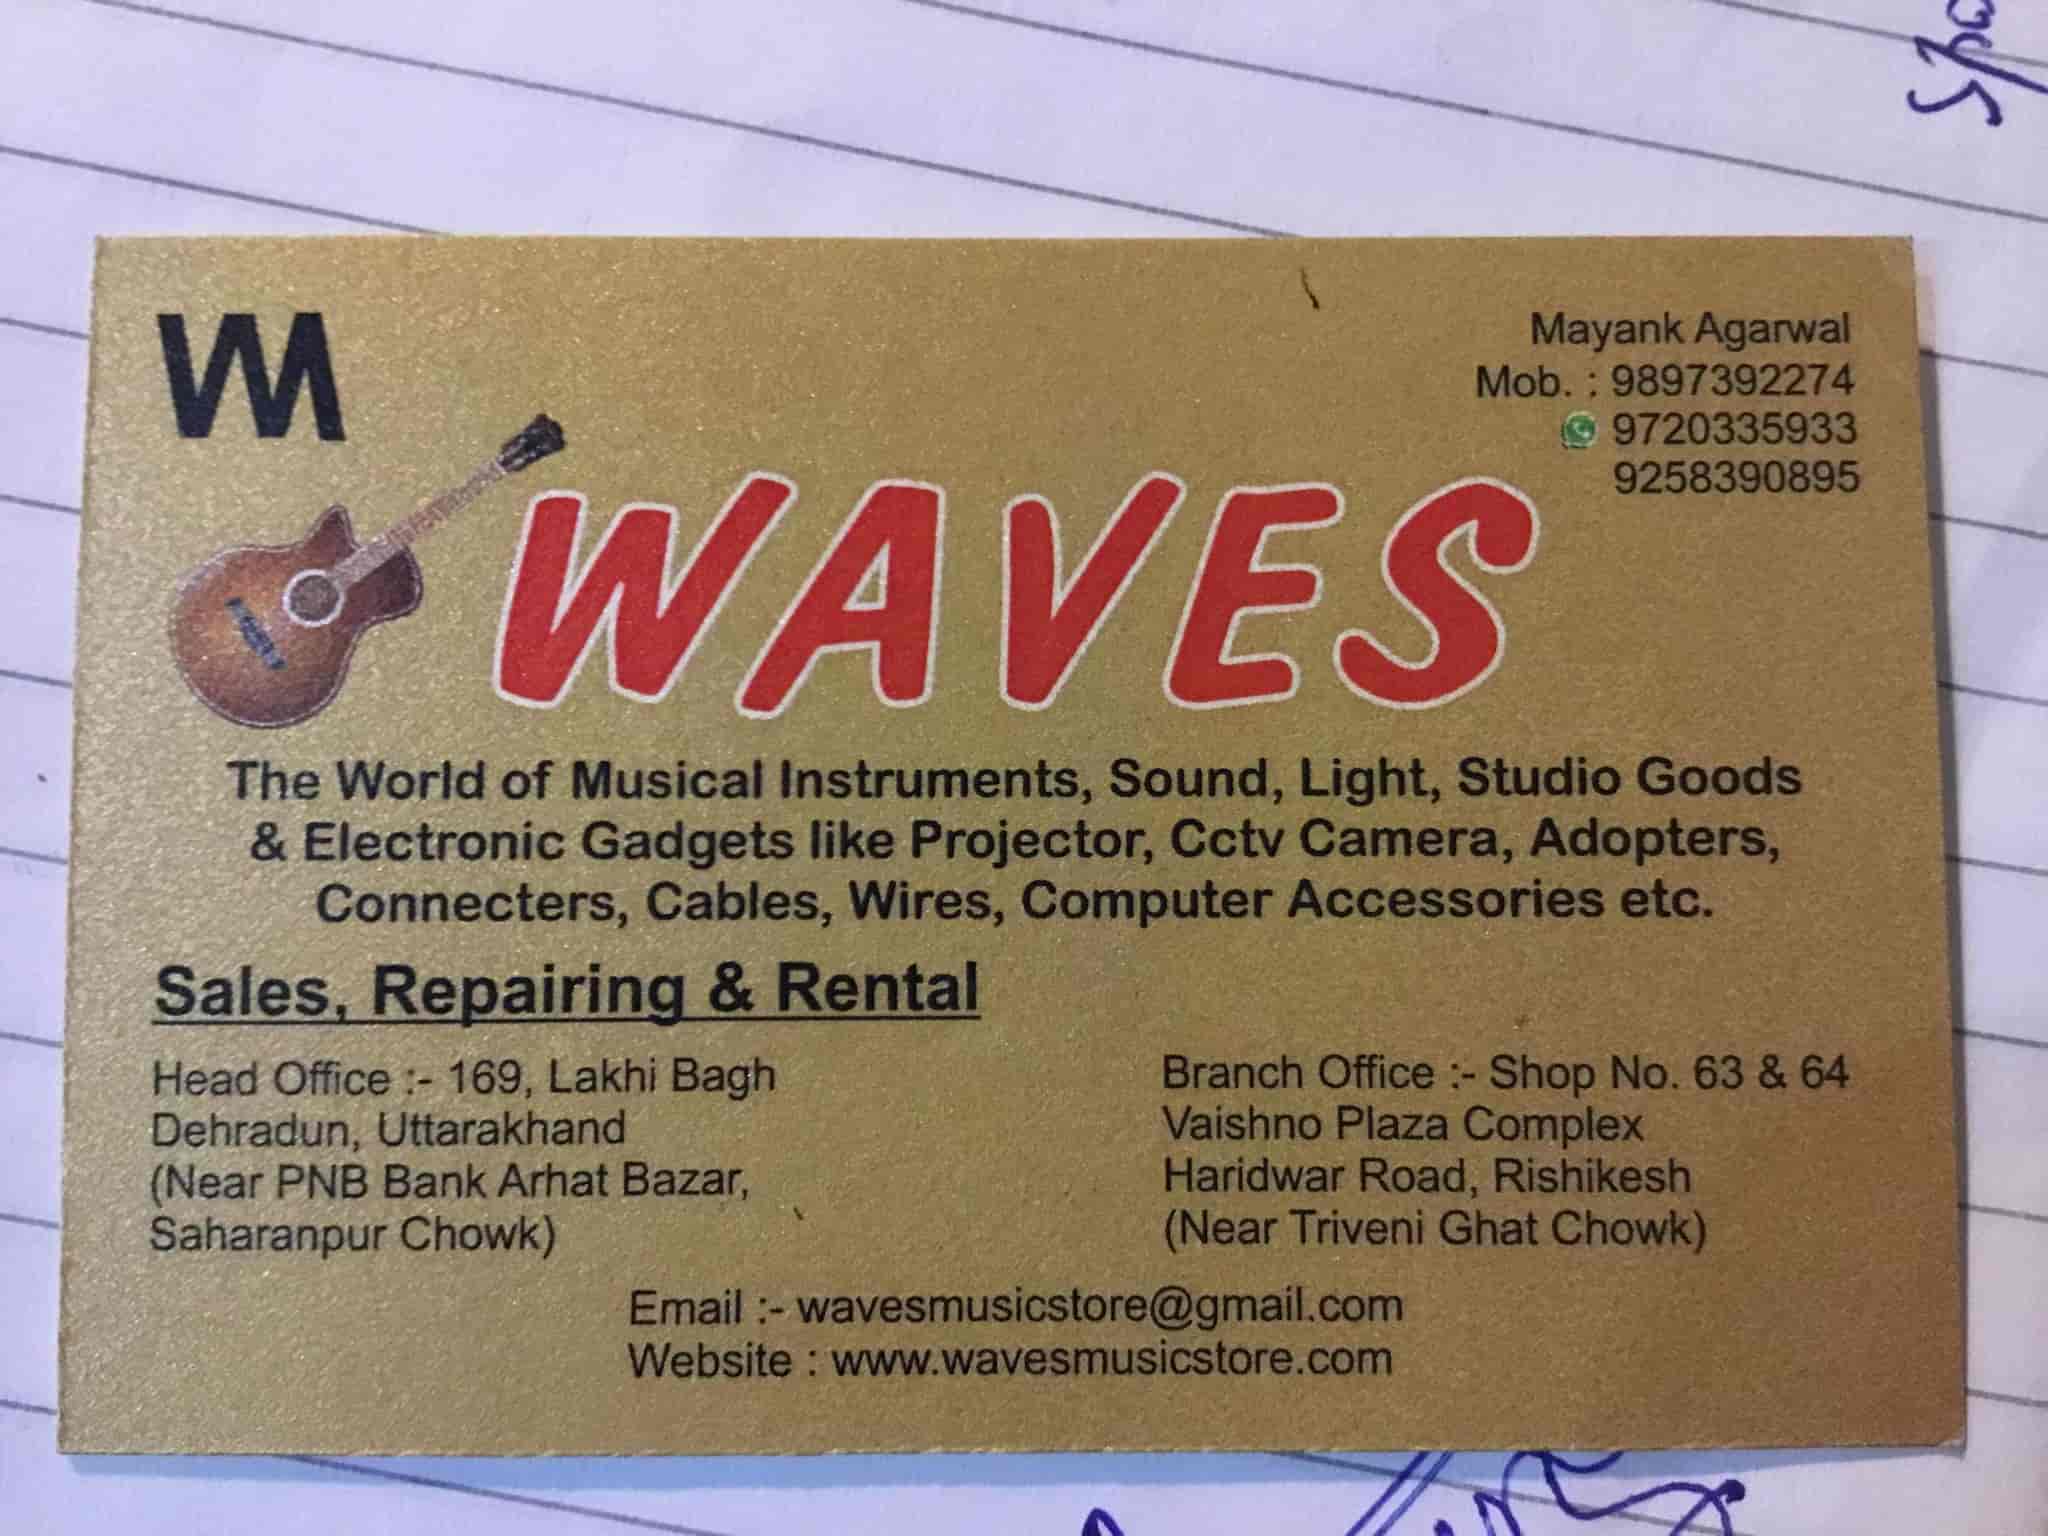 WM
Mayank Agarwal
Mob. : 9897392274
9720335933
9258390895
WAVES
The World of Musical Instruments, Sound, Light, Studio Goods
& Electronic Gadgets like Projector, Cctv Camera, Adopters,
Connecters, Cables, Wires, Computer Accessories etc.
Sales, Repairing & Rental
Head Office :- 169, Lakhi Bagh
Dehradun, Uttarakhand
(Near PNB Bank Arhat Bazar,
Saharanpur Chowk)
Branch Office :- Shop No. 63 & 64
Vaishno Plaza Complex
Haridwar Road, Rishikesh
(Near Triveni Ghat Chowk)
Email :- wavesmusicstore@gmail.com
Website : www.wavesmusicstore.com